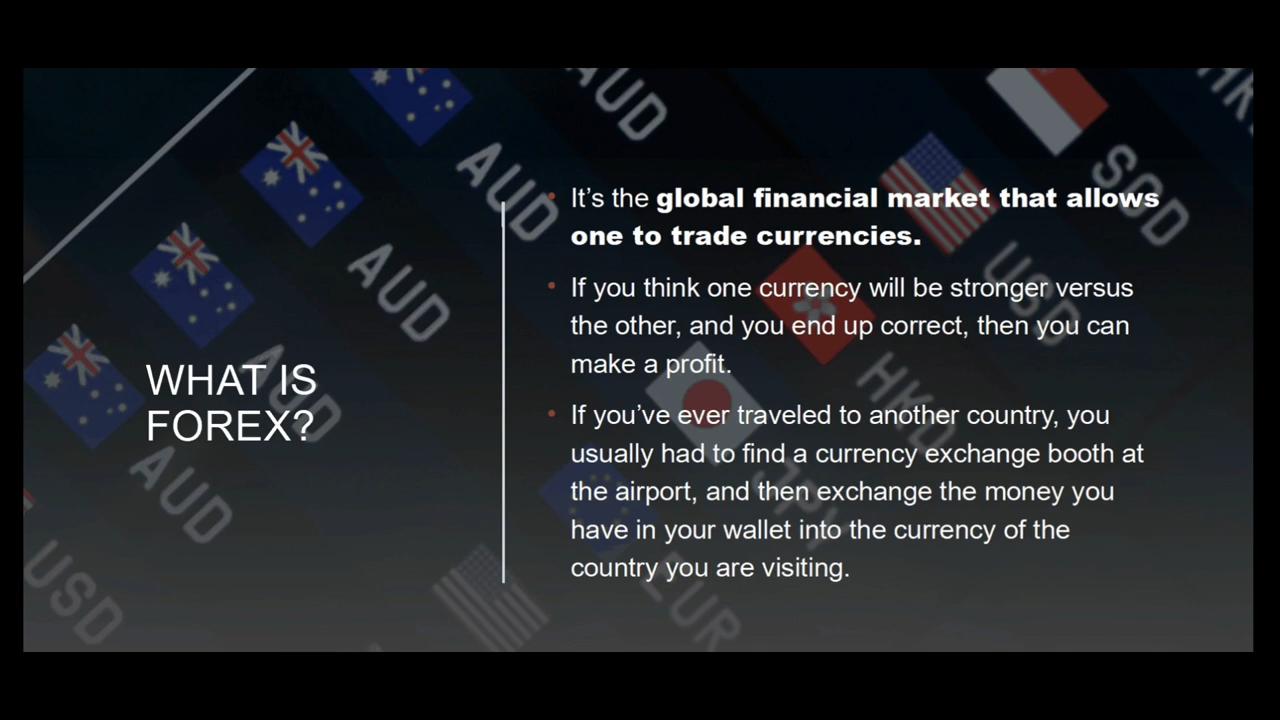 WHAT IS
FOREX?
• It’s the global financial market that allows
one to trade currencies.
• If you think one currency will be stronger versus
the other, and you end up correct, then you can
make a profit.
• If you’ve ever traveled to another country, you
usually had to find a currency exchange booth at
the airport, and then exchange the money you
have in your wallet into the currency of the
country you are visiting.
AUD
AUD
AUD
AUD
AUD
USD
SGD
USD
HKD
JPY
EUR
HK